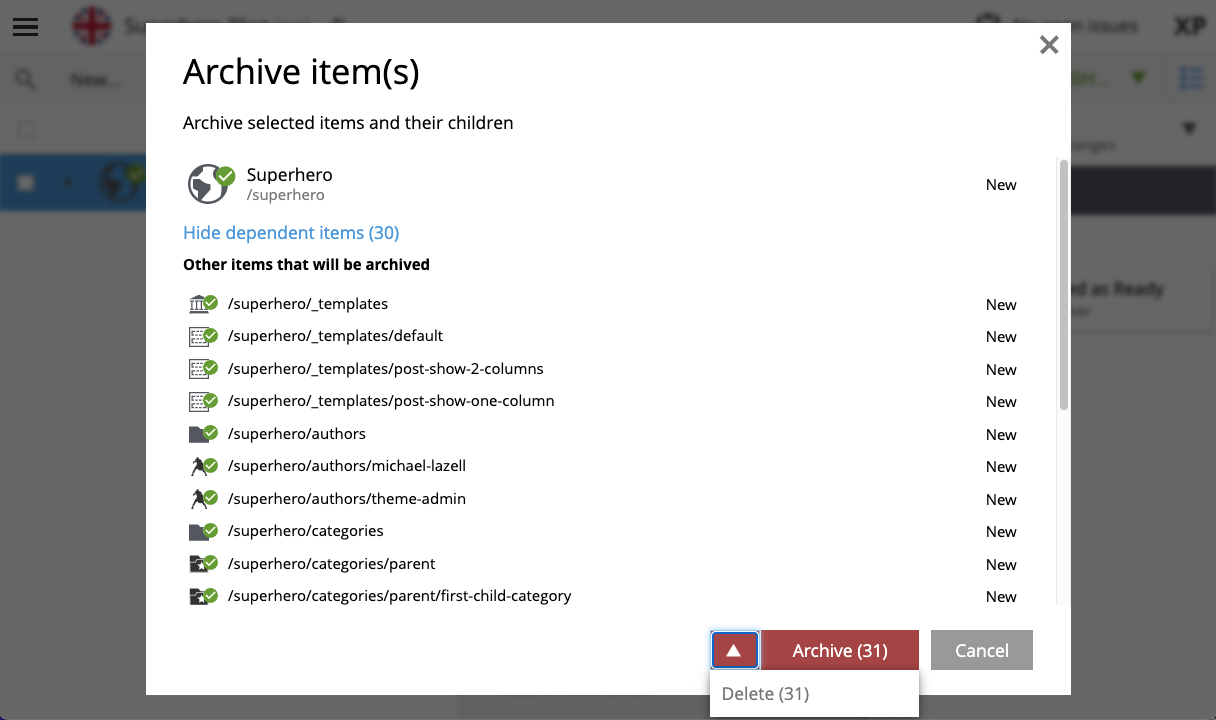 No open issues
XP
New...
Archive item(s)
Archive selected items and their children
Superhero
/superhero
New
Hide dependent items (30)
Other items that will be archived
/superhero/_templates
New
/superhero/_templates/default
New
/superhero/_templates/post-show-2-columns
New
/superhero/_templates/post-show-one-column
New
/superhero/authors
New
/superhero/authors/michael-lazell
New
/superhero/authors/theme-admin
New
/superhero/categories
New
/superhero/categories/parent
New
/superhero/categories/parent/first-child-category
New
Archive (31)
Cancel
Delete (31)